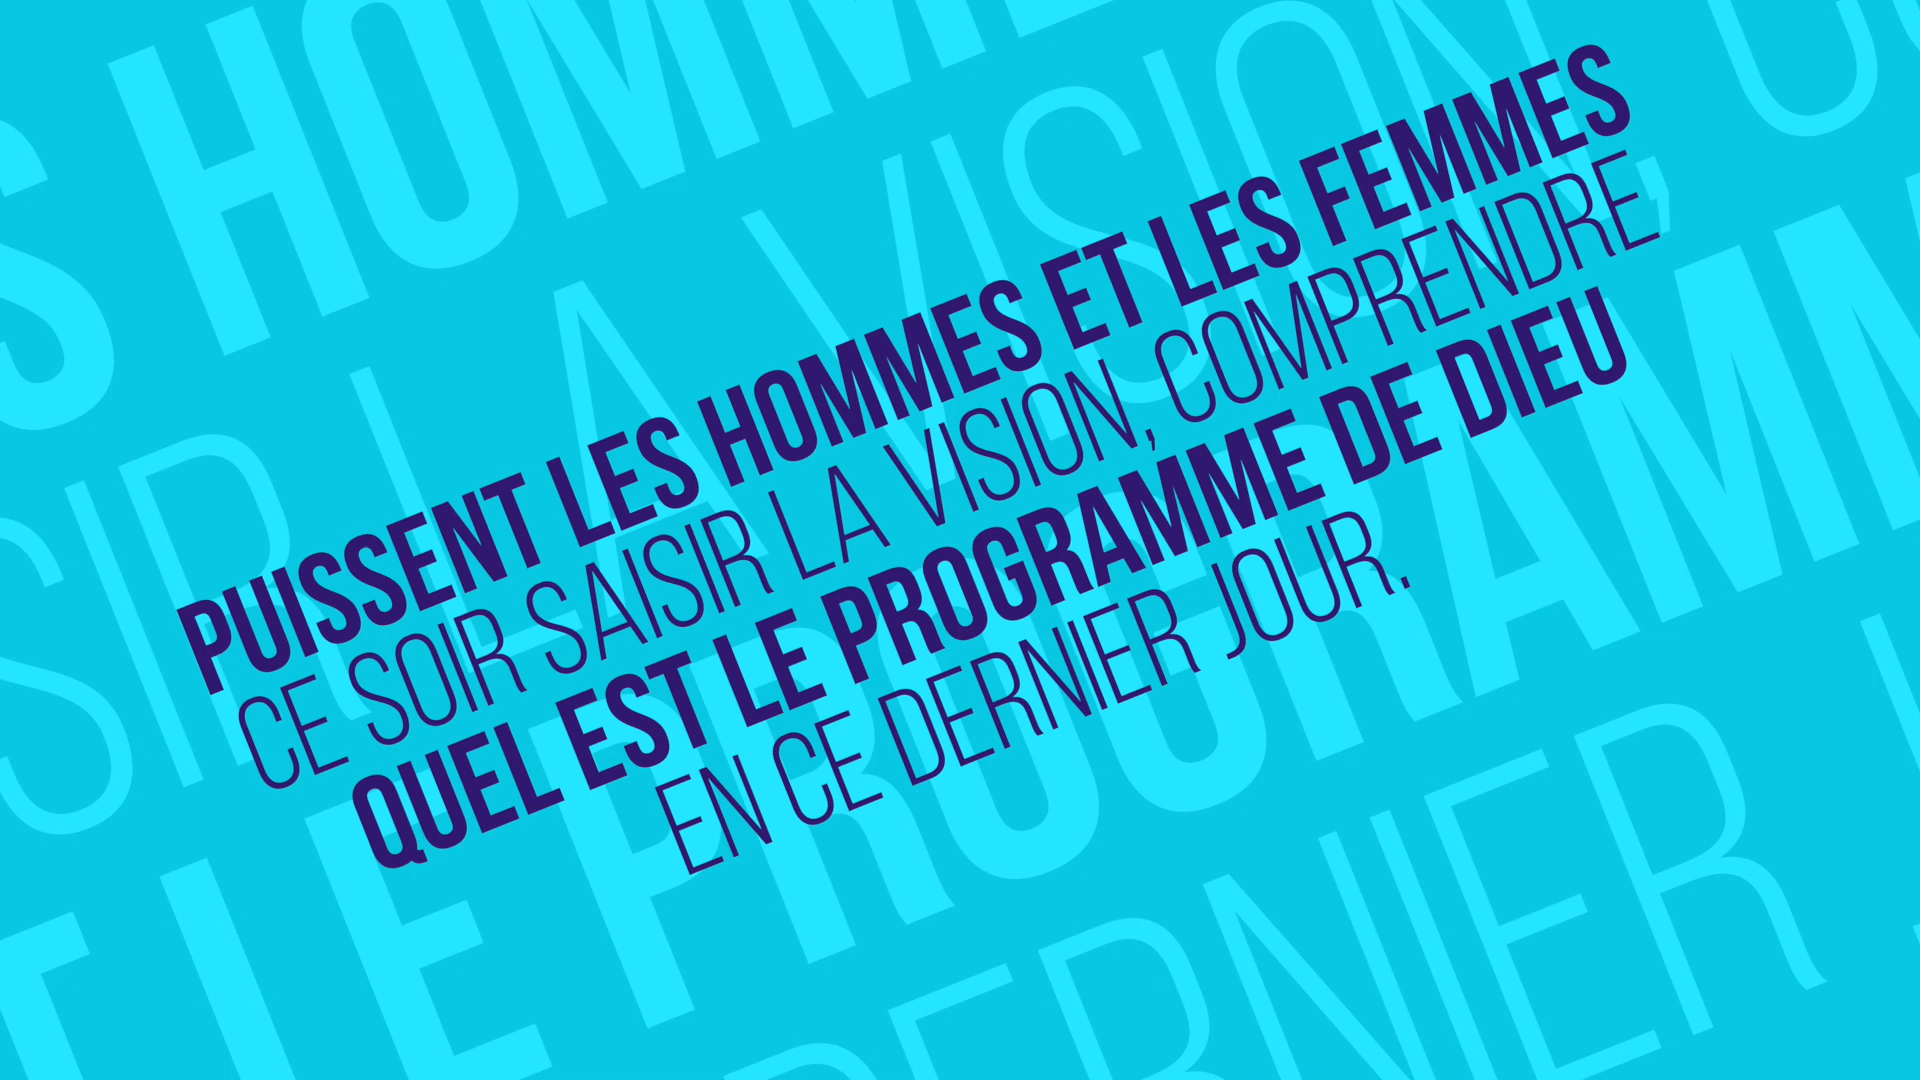 PUISSENT LES HOMMES ET LES FEMMES
CE SOIR SAISIR LA VISION, COMPRENDRE,
QUEL EST LE PROGRAMME DE DIEU
EN CE DERNIER JOUR.